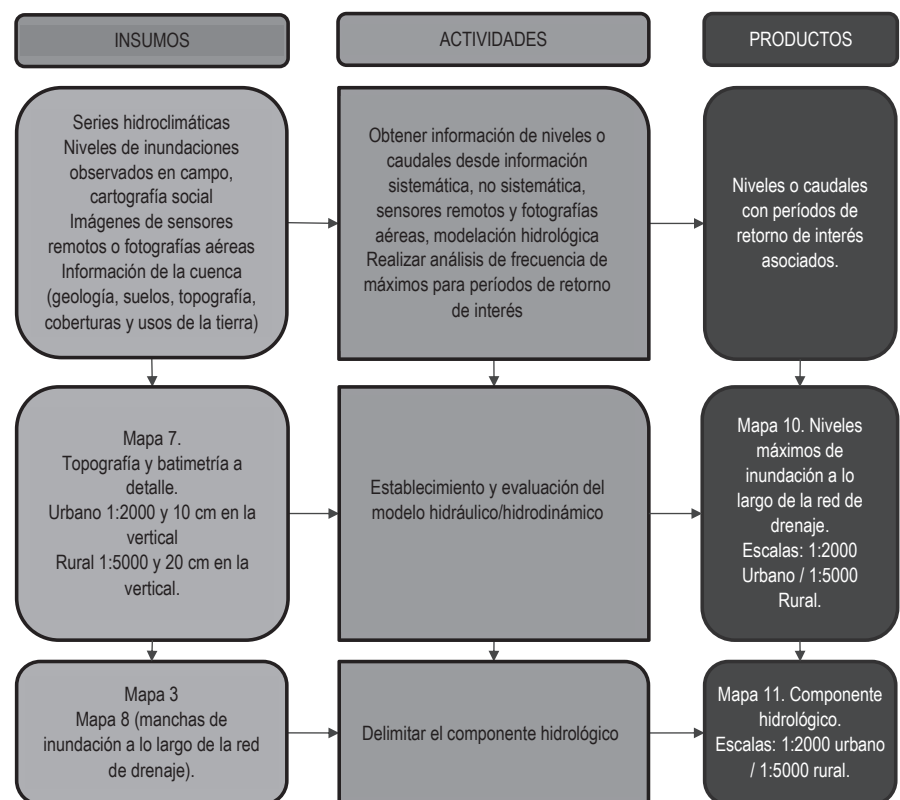 INSUMOS
ACTIVIDADES
PRODUCTOS
Series hidroclimáticas
Niveles de inundaciones
observados en campo,
cartografía social
Imágenes de sensores
remotos o fotografías aéreas
Información de la cuenca
(geología, suelos, topografía,
coberturas y usos de la tierra)
Obtener información de niveles o
caudales desde información
sistemática, no sistemática,
sensores remotos y fotografías
aéreas, modelación hidrológica
Realizar análisis de frecuencia de
máximos para períodos de retorno
de interés
Niveles o caudales
con períodos de
retorno de interés
asociados.
Mapa 7.
Topografía y batimetría a
detalle.
Urbano 1:2000 y 10 cm en la
vertical
Rural 1:5000 y 20 cm en la
vertical.
Establecimiento y evaluación del
modelo hidráulico/hidrodinámico
Mapa 10. Niveles
máximos de
inundación a lo
largo de la red de
drenaje.
Escalas: 1:2000
Urbano / 1:5000
Rural.
Mapa 3
Mapa 8 (manchas de
inundación a lo largo de la red
de drenaje).
Delimitar el componente hidrológico
Mapa 11. Componente
hidrológico.
Escalas: 1:2000 urbano
/ 1:5000 rural.